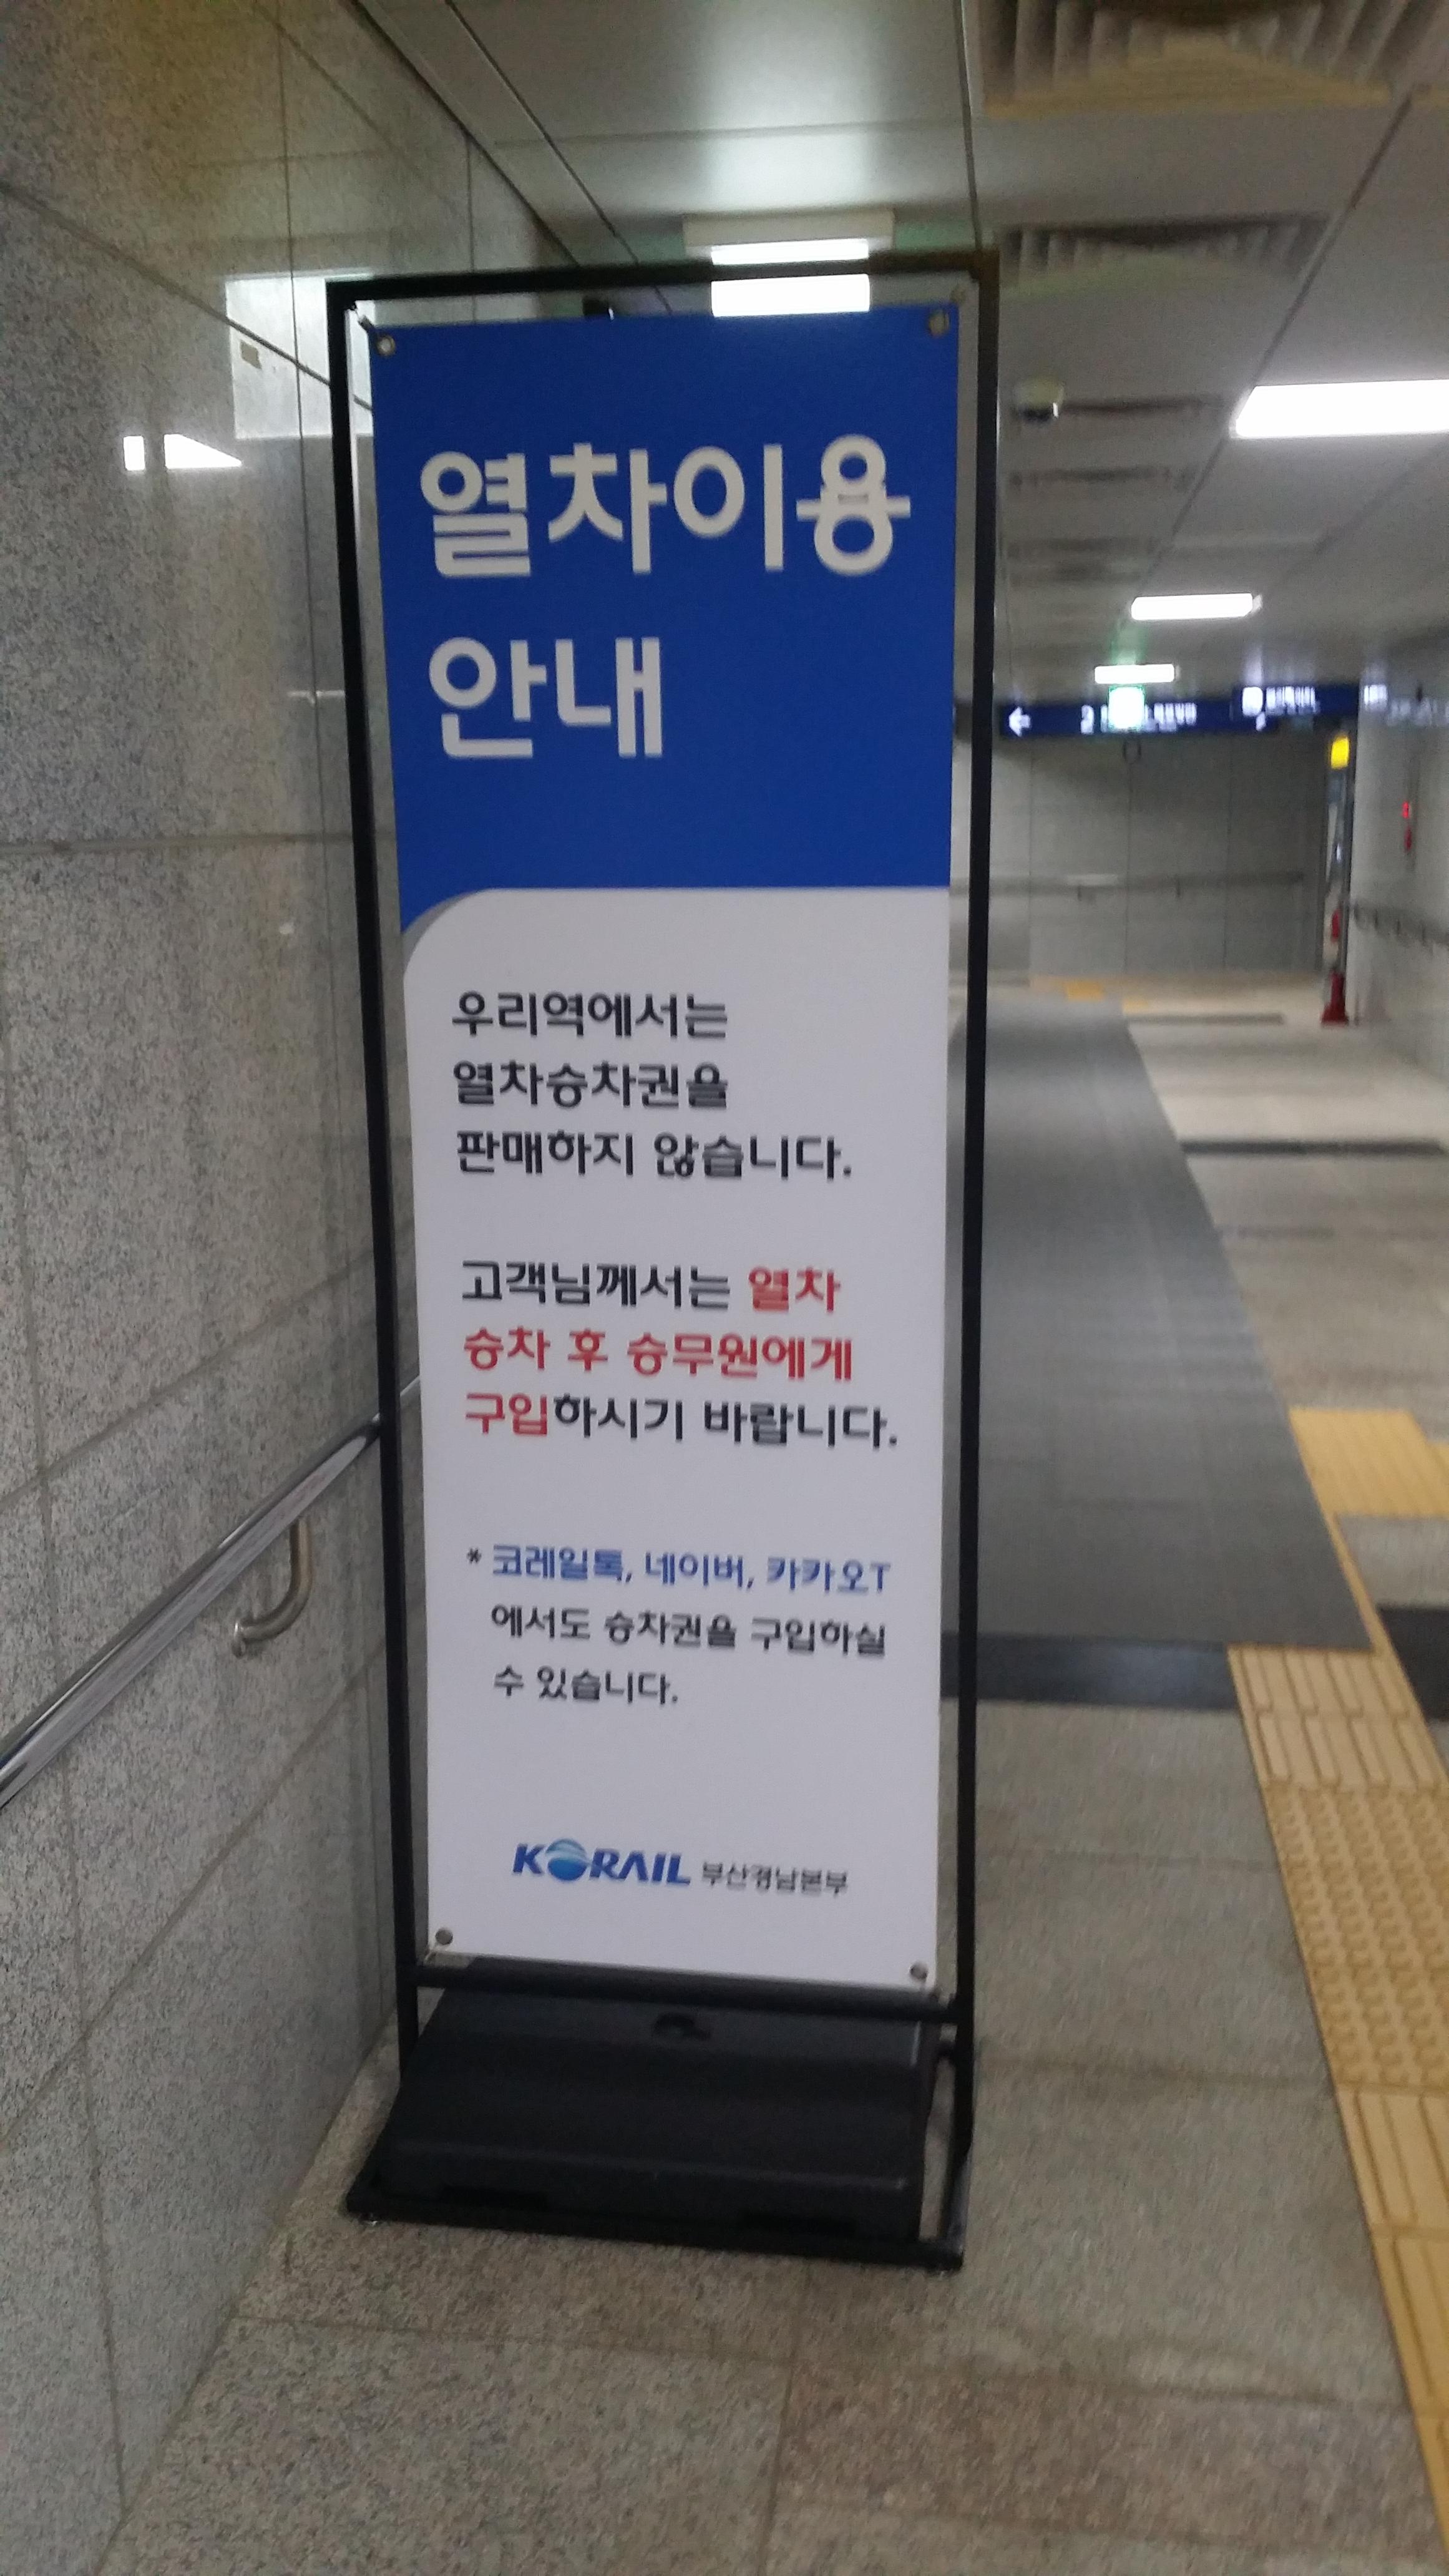 열차이용
안내
우리역에서는
열차승차권을
판매하지 않습니다.
고객님께서는 열차
승차 후 승무원에게
구입하시기 바랍니다.
* 코레일톡, 네이버, 카카오T
에서도 승차권을 구입하실
수 있습니다.
KORAIL 부산경남본부
2